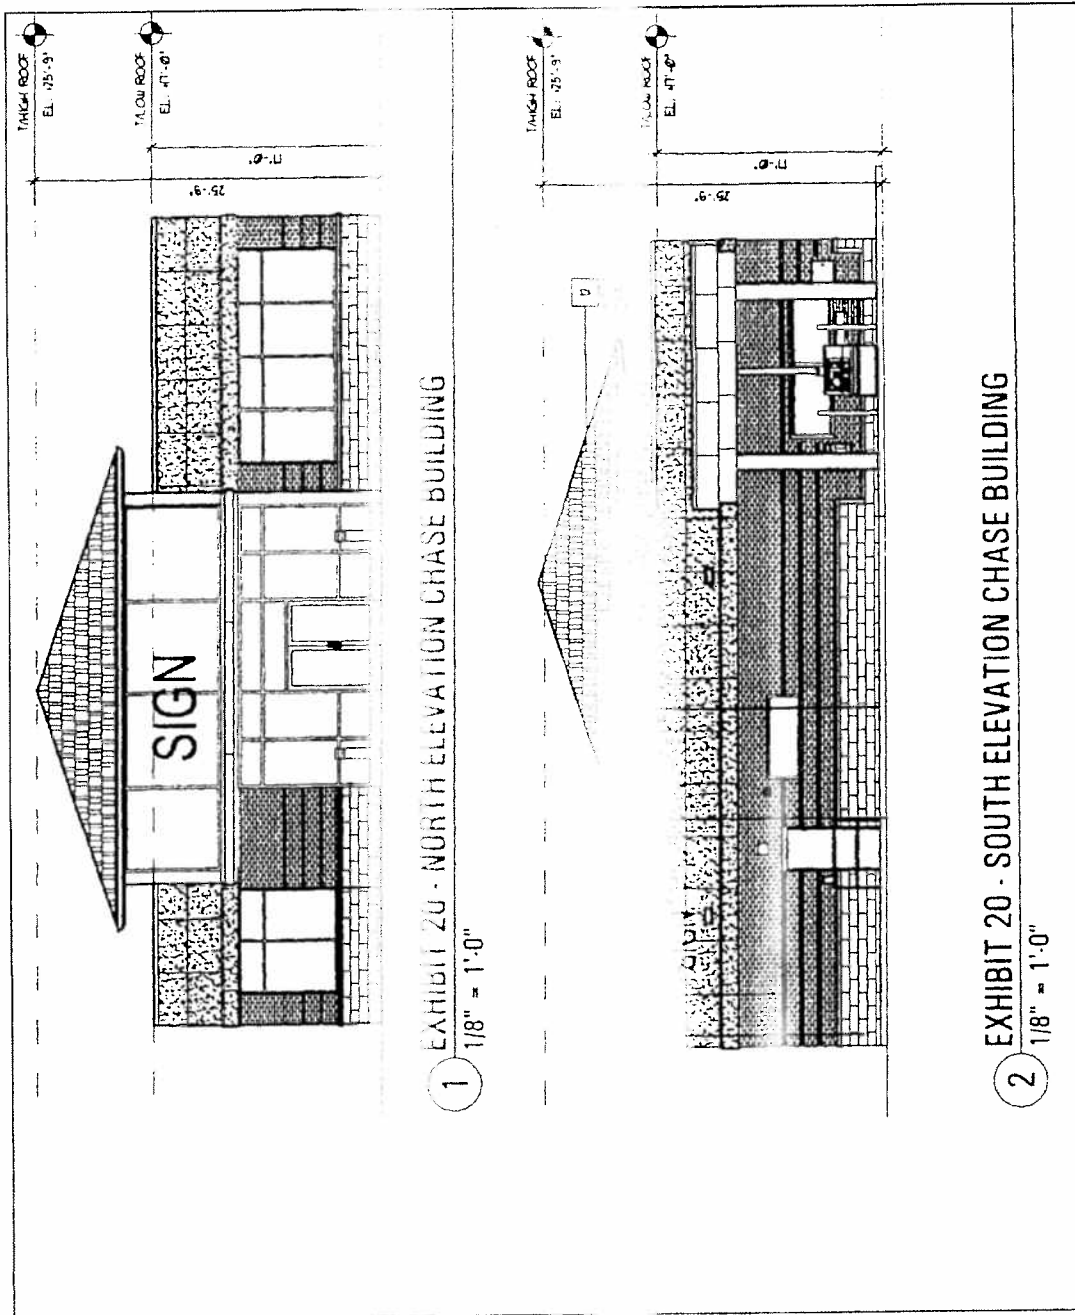 T/HIGH ROOF
EL. +25'-9"
T/LOW ROOF
EL. +17'-0"
25'-9"
17'-0"
SIGN
1
EXHIBIT 20 - NORTH ELEVATION CHASE BUILDING
1/8" = 1'-0"
T/HIGH ROOF
EL. +25'-9"
T/LOW ROOF
EL. +17'-0"
25'-9"
17'-0"
2
EXHIBIT 20 - SOUTH ELEVATION CHASE BUILDING
1/8" = 1'-0"